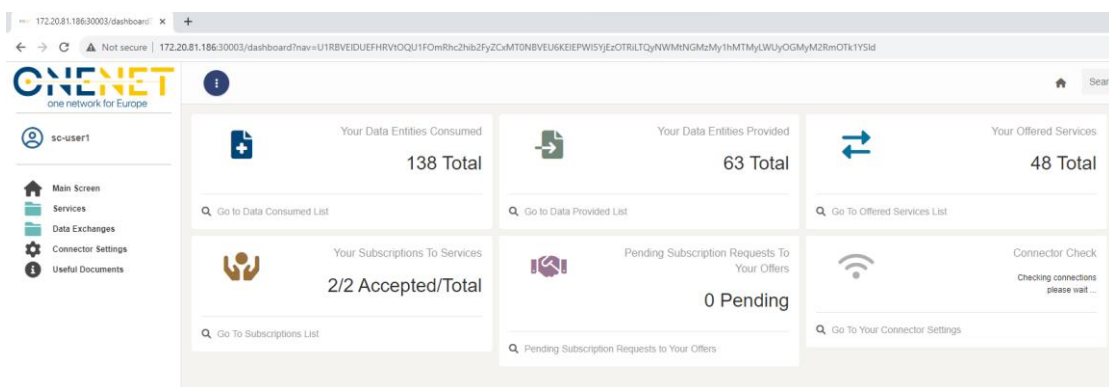 172.20.81.186:30003/dashboard
Not secure | 172.20.81.186:30003/dashboard?nav=
ONENET
one network for Europe
Sear
sc-user1
Main Screen
Services
Data Exchanges
Connector Settings
Useful Documents
Your Data Entities Consumed
138 Total
Go to Data Consumed List
Your Data Entities Provided
63 Total
Go to Data Provided List
Your Offered Services
48 Total
Go To Offered Services List
Your Subscriptions To Services
2/2 Accepted/Total
Go To Subscriptions List
Pending Subscription Requests To
Your Offers
0 Pending
Pending Subscription Requests to Your Offers
Connector Check
Checking connections
please wait ...
Go To Your Connector Settings